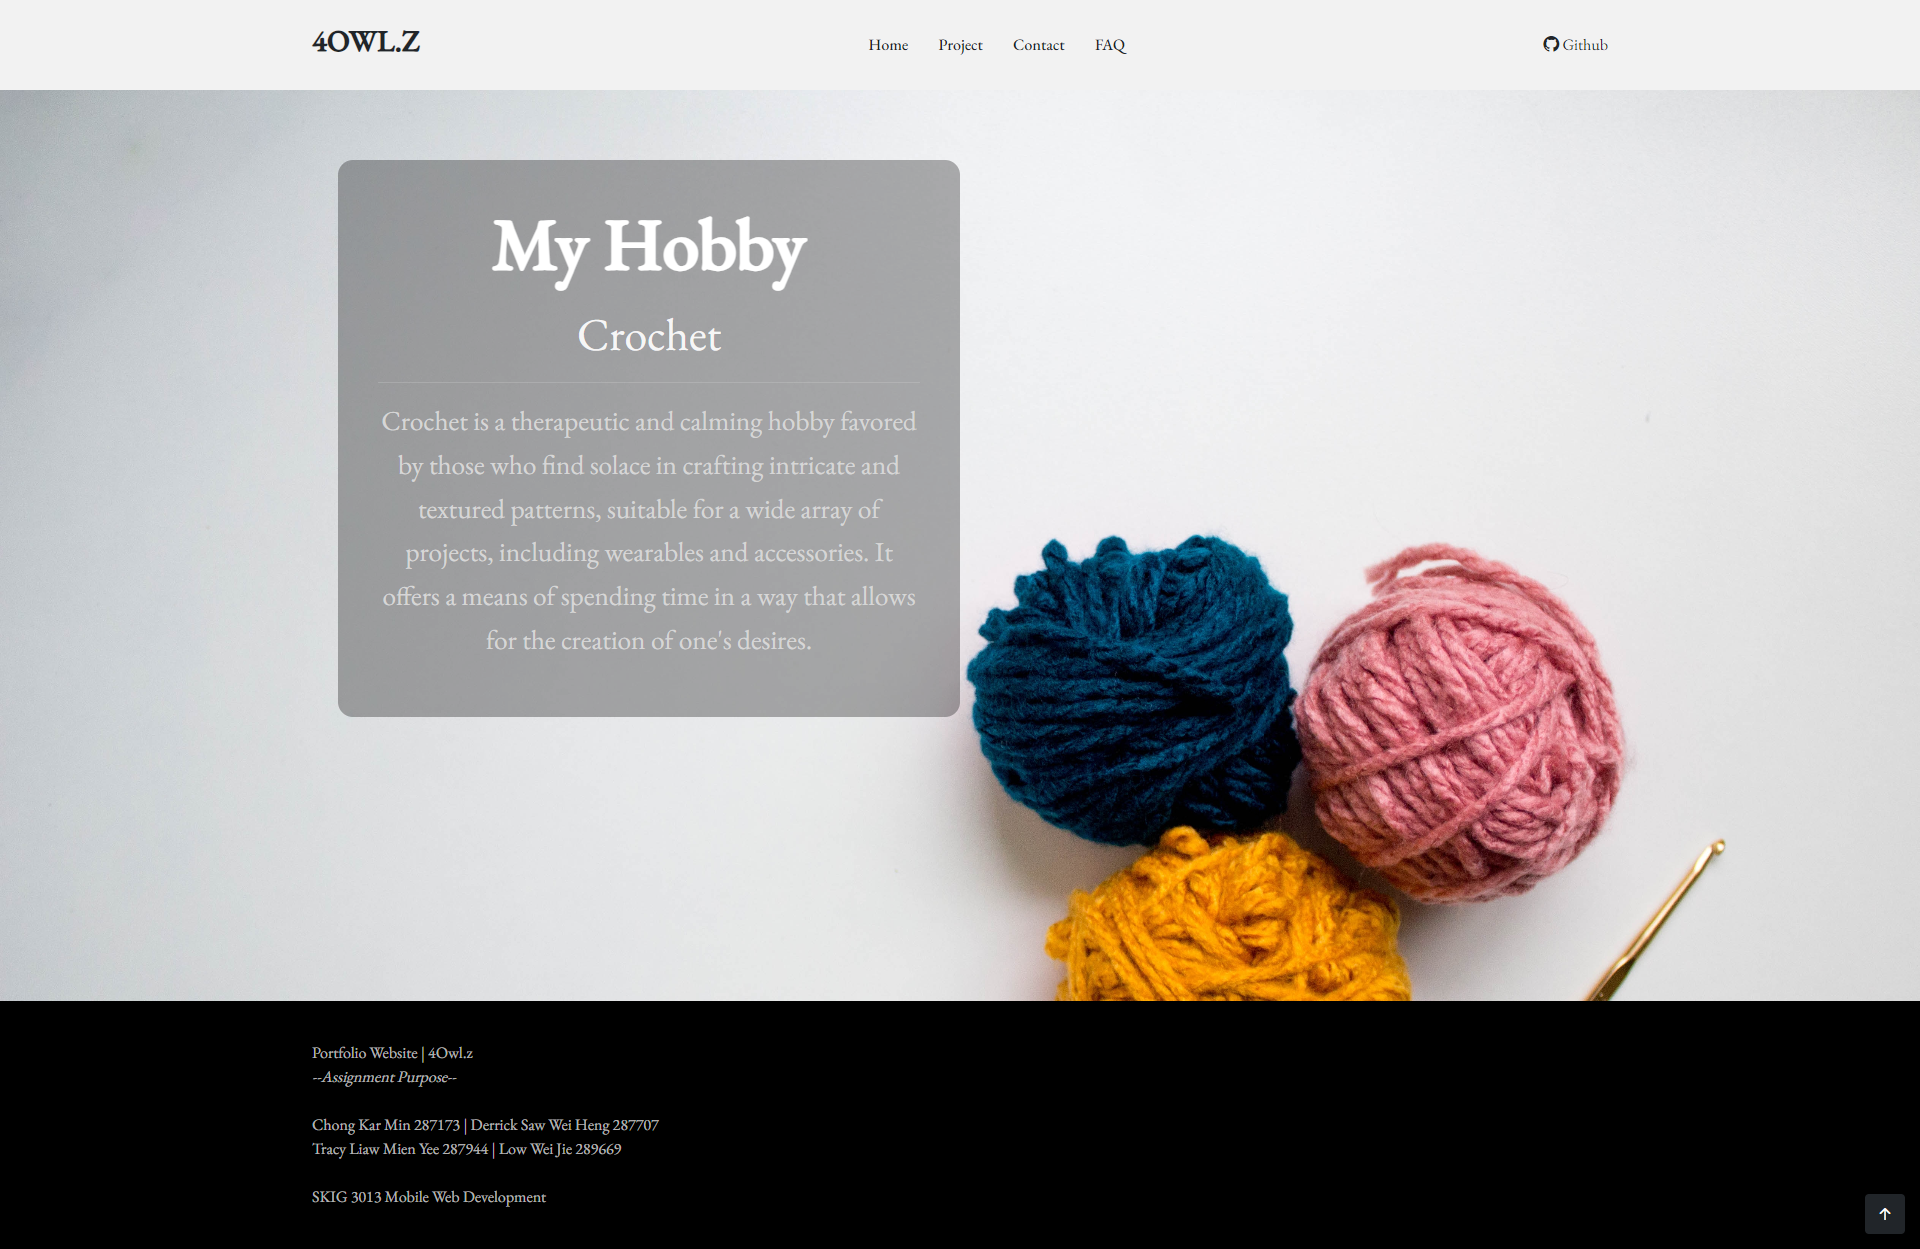 4OWL.Z
Home Project Contact FAQ
Github
My Hobby
Crochet
Crochet is a therapeutic and calming hobby favored
by those who find solace in crafting intricate and
textured patterns, suitable for a wide array of
projects, including wearables and accessories. It
offers a means of spending time in a way that allows
for the creation of one's desires.
Portfolio Website | 4Owl.z
--Assignment Purpose--
Chong Kar Min 287173 | Derrick Saw Wei Heng 287707
Tracy Liaw Mien Yee 287944 | Low Wei Jie 289669
SKIG 3013 Mobile Web Development